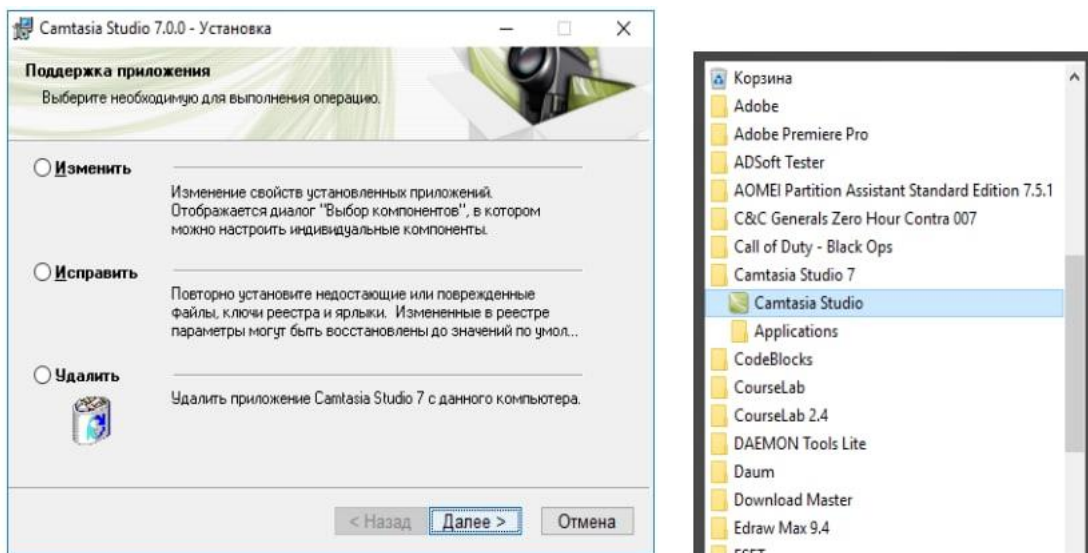 Camtasia Studio 7.0.0 - Установка
Поддержка приложения
Выберите необходимую для выполнения операцию.
Изменить
Изменение свойств установленных приложений.
Отображается диалог "Выбор компонентов", в котором
можно настроить индивидуальные компоненты.
Исправить
Повторно установите недостающие или поврежденные
файлы, ключи реестра и ярлыки. Измененные в реестре
параметры могут быть восстановлены до значений по умол...
Удалить
Удалить приложение Camtasia Studio 7 с данного компьютера.
< Назад
Далее >
Отмена
Корзина
Adobe
Adobe Premiere Pro
ADSoft Tester
AOMEI Partition Assistant Standard Edition 7.5.1
C&C Generals Zero Hour Contra 007
Call of Duty - Black Ops
Camtasia Studio 7
Camtasia Studio
Applications
CodeBlocks
CourseLab
CourseLab 2.4
DAEMON Tools Lite
Daum
Download Master
Edraw Max 9.4